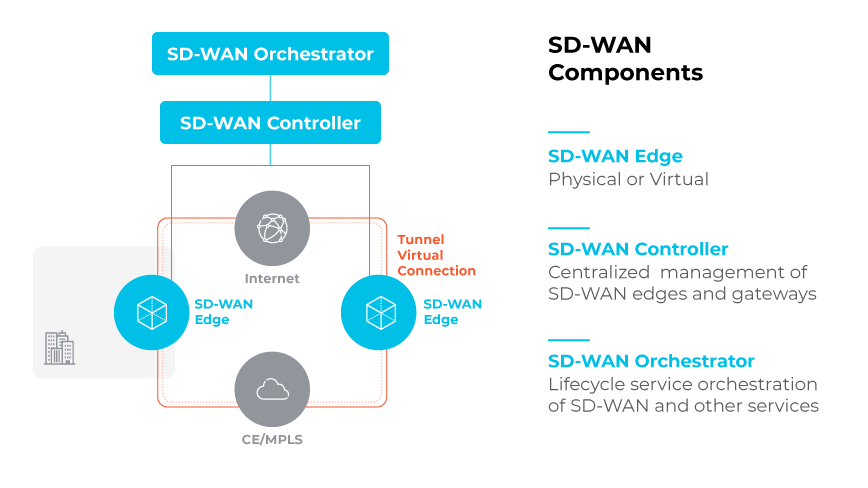 SD-WAN Orchestrator
SD-WAN Controller
Internet
Tunnel
Virtual
Connection
SD-WAN
Edge
SD-WAN
Edge
CE/MPLS
SD-WAN
Components
SD-WAN Edge
Physical or Virtual
SD-WAN Controller
Centralized management of
SD-WAN edges and gateways
SD-WAN Orchestrator
Lifecycle service orchestration
of SD-WAN and other services